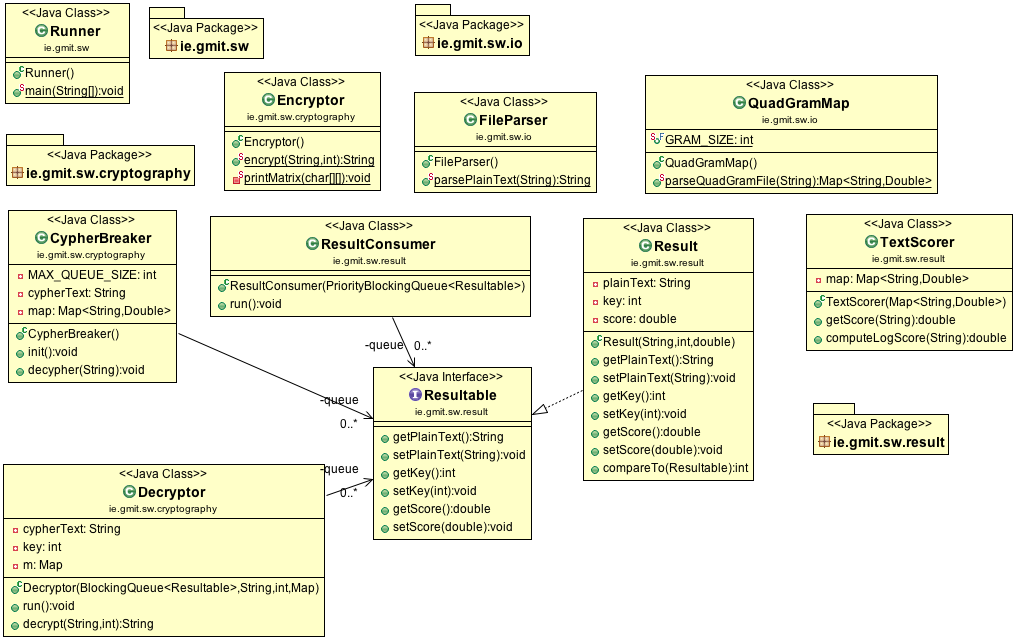 <<Java Class>>
Runner
ie.gmit.sw
Runner()
main(String[]):void
<<Java Package>>
ie.gmit.sw
<<Java Package>>
ie.gmit.sw.io
<<Java Package>>
ie.gmit.sw.cryptography
<<Java Class>>
Encryptor
ie.gmit.sw.cryptography
Encryptor()
encrypt(String,int):String
printMatrix(char[][]):void
<<Java Class>>
FileParser
ie.gmit.sw.io
FileParser()
parsePlainText(String):String
<<Java Class>>
QuadGramMap
ie.gmit.sw.io
GRAM_SIZE: int
QuadGramMap()
parseQuadGramFile(String):Map<String,Double>
<<Java Class>>
CypherBreaker
ie.gmit.sw.cryptography
MAX_QUEUE_SIZE: int
cypherText: String
map: Map<String,Double>
CypherBreaker()
init():void
decypher(String):void
<<Java Class>>
ResultConsumer
ie.gmit.sw.result
ResultConsumer(PriorityBlockingQueue<Resultable>)
run():void
-queue
0..*
<<Java Class>>
Result
ie.gmit.sw.result
plainText: String
key: int
score: double
Result(String,int,double)
getPlainText():String
setPlainText(String):void
getKey():int
setKey(int):void
getScore():double
setScore(double):void
compareTo(Resultable):int
<<Java Class>>
TextScorer
ie.gmit.sw.result
map: Map<String,Double>
TextScorer(Map<String,Double>)
getScore(String):double
computeLogScore(String):double
-queue
0..*
<<Java Interface>>
Resultable
ie.gmit.sw.result
getPlainText():String
setPlainText(String):void
getKey():int
setKey(int):void
getScore():double
setScore(double):void
<<Java Package>>
ie.gmit.sw.result
-queue
0..*
<<Java Class>>
Decryptor
ie.gmit.sw.cryptography
cypherText: String
key: int
m: Map
Decryptor(BlockingQueue<Resultable>,String,int,Map)
run():void
decrypt(String,int):String